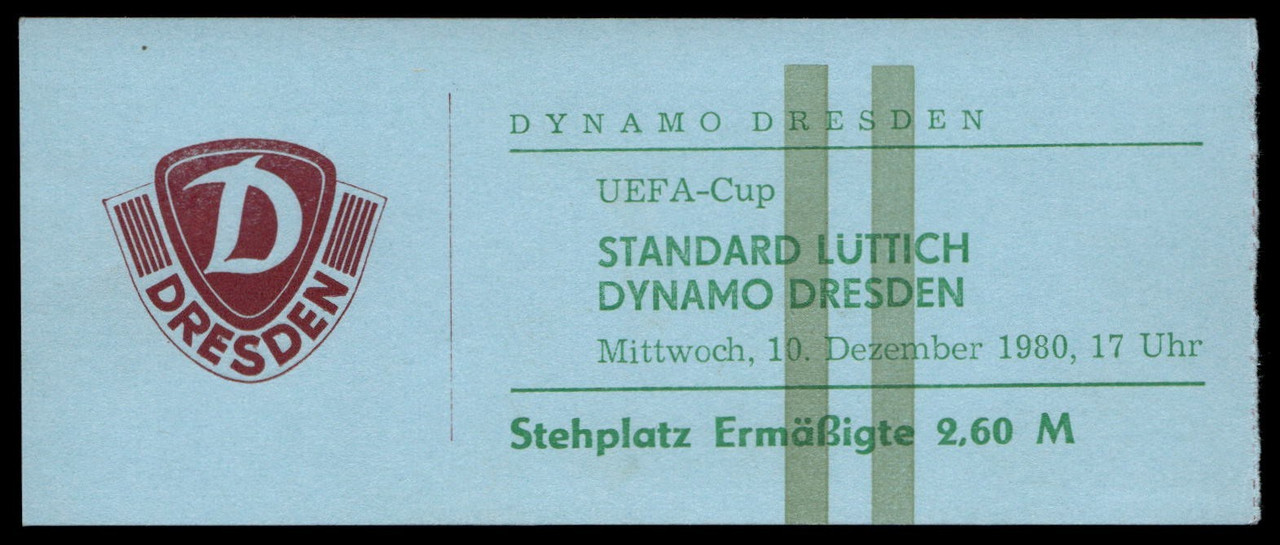 D
DRESDEN
DYNAMO DRESDEN
UEFA-Cup
STANDARD LÜTTICH
DYNAMO DRESDEN
Mittwoch, 10. Dezember 1980, 17 Uhr
Stehplatz Ermäßigte 2,60 M